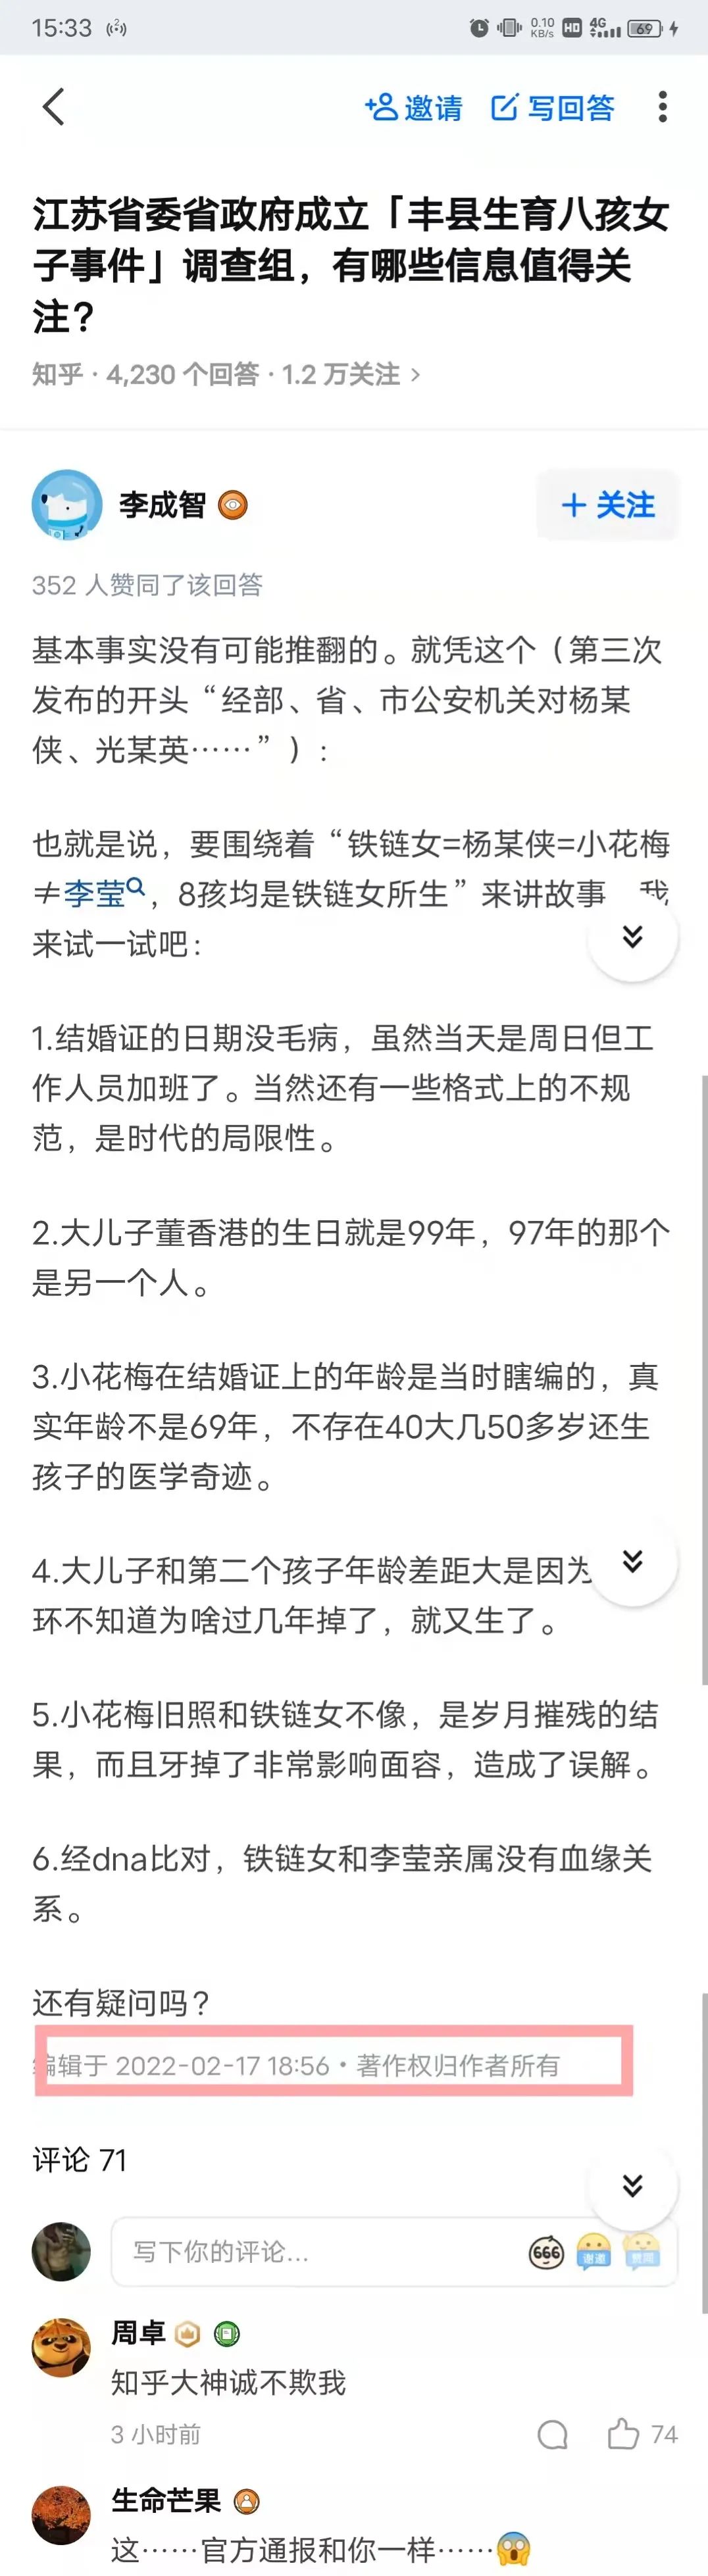 15:33
0.10
KB/s
HD
4G
69
邀请
写回答
江苏省委省政府成立「丰县生育八孩女
子事件」调查组，有哪些信息值得关
注？
知乎 · 4,230 个回答 · 1.2 万关注 >
李成智
+ 关注
352 人赞同了该回答
基本事实没有可能推翻的。就凭这个（第三次
发布的开头“经部、省、市公安机关对杨某
侠、光某英……”）:
也就是说，要围绕着“铁链女=杨某侠=小花梅
≠李莹，8孩均是铁链女所生”来讲故事 我
来试一试吧：
1.结婚证的日期没毛病，虽然当天是周日但工
作人员加班了。当然还有一些格式上的不规
范，是时代的局限性。
2.大儿子董香港的生日就是99年，97年的那个
是另一个人。
3.小花梅在结婚证上的年龄是当时瞎编的，真
实年龄不是69年，不存在40大几50多岁还生
孩子的医学奇迹。
4.大儿子和第二个孩子年龄差距大是因为
环不知道为啥过几年掉了，就又生了。
5.小花梅旧照和铁链女不像，是岁月摧残的结
果，而且牙掉了非常影响面容，造成了误解。
6.经dna比对，铁链女和李莹亲属没有血缘关
系。
还有疑问吗？
编辑于 2022-02-17 18:56 · 著作权归作者所有
评论 71
写下你的评论...
666
谢邀
赞同
周卓
知乎大神诚不欺我
3 小时前
74
生命芒果
这……官方通报和你一样……😱